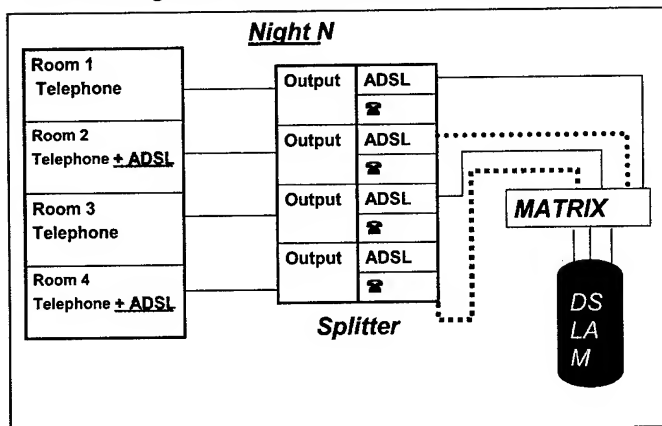 Night N
Room 1
Telephone
Room 2
Telephone + ADSL
Room 3
Telephone
Room 4
Telephone + ADSL
Output ADSL
☎
Output ADSL
☎
Output ADSL
☎
Output ADSL
☎
Splitter
MATRIX
DS
LA
M